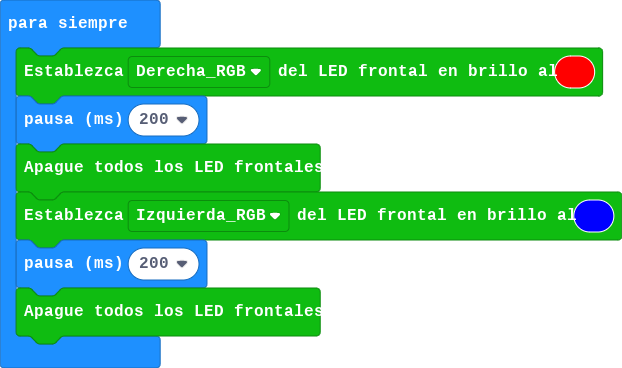 para siempre
Establezca Derecha_RGB del LED frontal en brillo al
pausa (ms) 200
Apague todos los LED frontales
Establezca Izquierda_RGB del LED frontal en brillo al
pausa (ms) 200
Apague todos los LED frontales